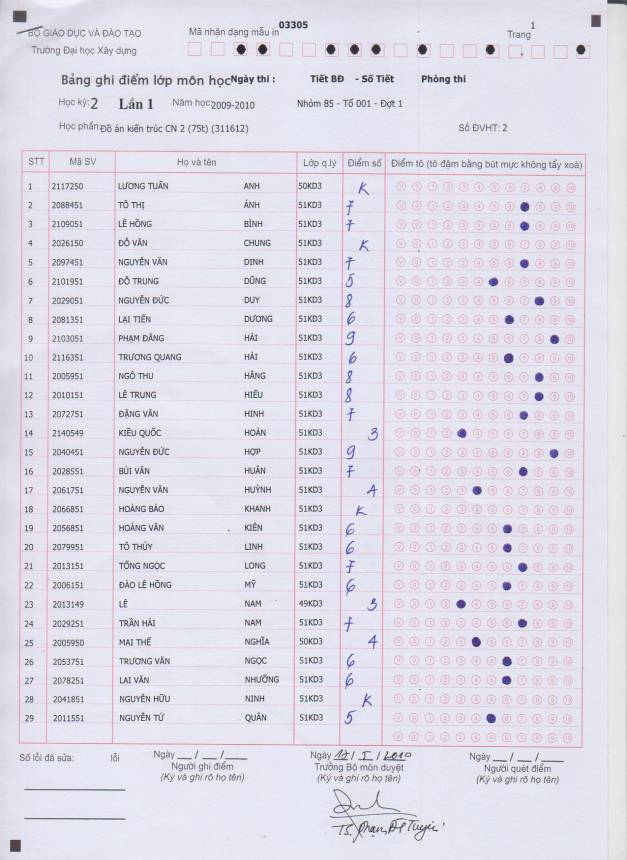 BỘ GIÁO DỤC VÀ ĐÀO TẠO
Trường Đại học Xây dựng
Mã nhận dạng mẫu in
03305
Trang
1
Bảng ghi điểm lớp môn học Ngày thi : Tiết BĐ - Số Tiết Phòng thi
Học kỳ: 2 Lần 1 Năm học: 2009-2010 Nhóm 85 - Tổ 001 - Đợt 1
Học phần: Đồ án kiến trúc CN 2 (75t) (311612) Số ĐVHT: 2
STT Mã SV Họ và tên Lớp q.lý Điểm số Điểm tô (tô đậm bằng bút mực không tẩy xoá)
1 2117250 LƯƠNG TUẤN ANH 50KD3 K
2 2088451 TÔ THỊ ÁNH 51KD3 7
3 2109051 LÊ HỒNG BÌNH 51KD3 7
4 2026150 ĐỖ VĂN CHUNG 51KD3 K
5 2097451 NGUYỄN VĂN DINH 51KD3 7
6 2101951 ĐỖ TRUNG DŨNG 51KD3 5
7 2029051 NGUYỄN ĐỨC DUY 51KD3 8
8 2081351 LẠI TIẾN DƯƠNG 51KD3 6
9 2103051 PHẠM ĐĂNG HẢI 51KD3 9
10 2116351 TRƯƠNG QUANG HẢI 51KD3 6
11 2005951 NGÔ THU HẰNG 51KD3 8
12 2010151 LÊ TRUNG HIẾU 51KD3 8
13 2072751 ĐẶNG VĂN HINH 51KD3 7
14 2140549 KIỀU QUỐC HOÀN 51KD3 3
15 2040451 NGUYỄN ĐỨC HỢP 51KD3 9
16 2028551 BÙI VĂN HUÂN 51KD3 7
17 2061751 NGUYỄN VĂN HUỲNH 51KD3 4
18 2066851 HOÀNG BẢO KHANH 51KD3 K
19 2056851 HOÀNG VĂN KIÊN 51KD3 6
20 2079951 TÔ THÙY LINH 51KD3 6
21 2013151 TỐNG NGỌC LONG 51KD3 7
22 2006151 ĐÀO LÊ HỒNG MỸ 51KD3 6
23 2013149 LÊ NAM 49KD3 3
24 2029251 TRẦN HẢI NAM 51KD3 7
25 2005950 MAI THẾ NGHĨA 50KD3 4
26 2053751 TRƯƠNG VĂN NGỌC 51KD3 6
27 2078251 LẠI VĂN NHƯỠNG 51KD3 6
28 2041851 NGUYỄN HỮU NINH 51KD3 K
29 2011551 NGUYỄN TỨ QUÂN 51KD3 5
Số lỗi đã sửa: lỗi
Ngày __/__/___ Ngày 17/5/2010 Ngày __/__/___
Người ghi điểm Trưởng Bộ môn duyệt Người quét điểm
(Ký và ghi rõ họ tên) (Ký và ghi rõ họ tên) (Ký và ghi rõ họ tên)
TS. Phạm Đ Tuyển